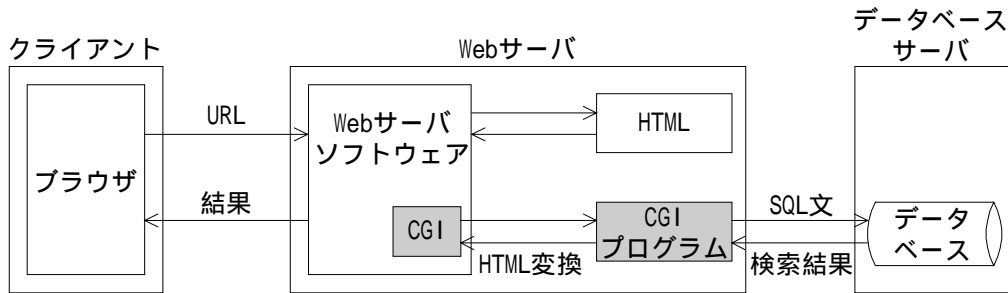 クライアント
Webサーバ
データベース
サーバ
ブラウザ
URL
結果
Webサーバ
ソフトウェア
HTML
CGI
HTML変換
CGI
プログラム
SQL文
検索結果
データ
ベース